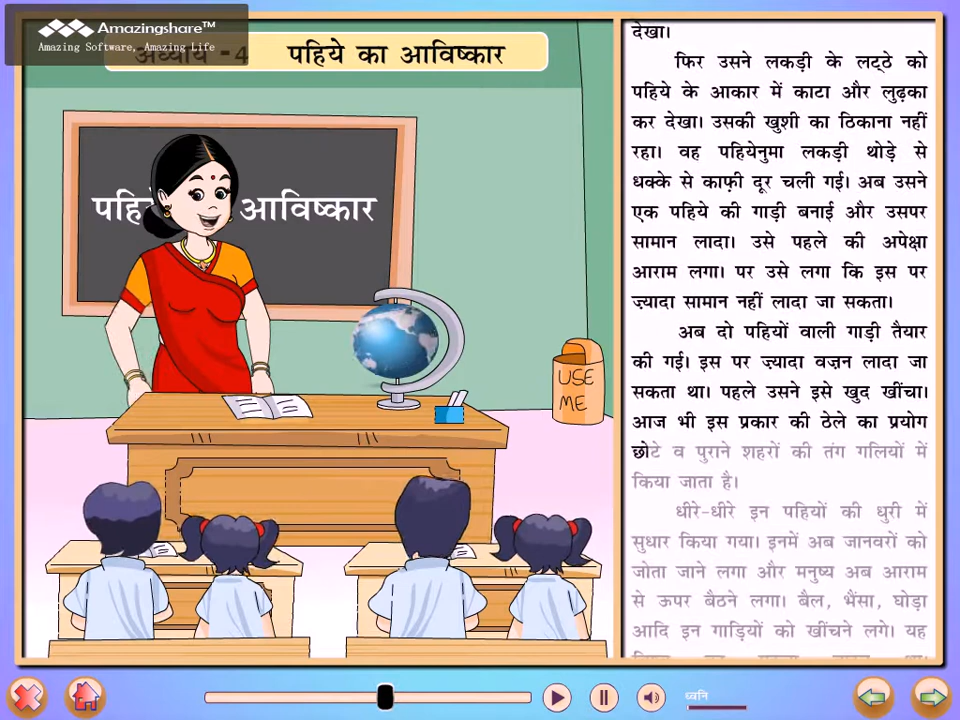 Amazingshare™
Amazing Software, Amazing Life
अध्याय -4 पहिये का आविष्कार
आविष्कार
USE
ME
देखा।
फिर उसने लकड़ी के लट्ठे को
पहिये के आकार में काटा और लुढ़का
कर देखा। उसकी खुशी का ठिकाना नहीं
रहा। वह पहियेनुमा लकड़ी थोड़े से
धक्के से काफ़ी दूर चली गई। अब उसने
एक पहिये की गाड़ी बनाई और उसपर
सामान लादा। उसे पहले की अपेक्षा
आराम लगा। पर उसे लगा कि इस पर
ज़्यादा सामान नहीं लादा जा सकता।
अब दो पहियों वाली गाड़ी तैयार
की गई। इस पर ज़्यादा वज़न लादा जा
सकता था। पहले उसने इसे खुद खींचा।
आज भी इस प्रकार की ठेले का प्रयोग
छोटे व पुराने शहरों की तंग गलियों में
किया जाता है।
धीरे-धीरे इन पहियों की धुरी में
सुधार किया गया। इनमें अब जानवरों को
जोता जाने लगा और मनुष्य अब आराम
से ऊपर बैठने लगा। बैल, भैंसा, घोड़ा
आदि इन गाड़ियों को खींचने लगे। यह
ध्वनि